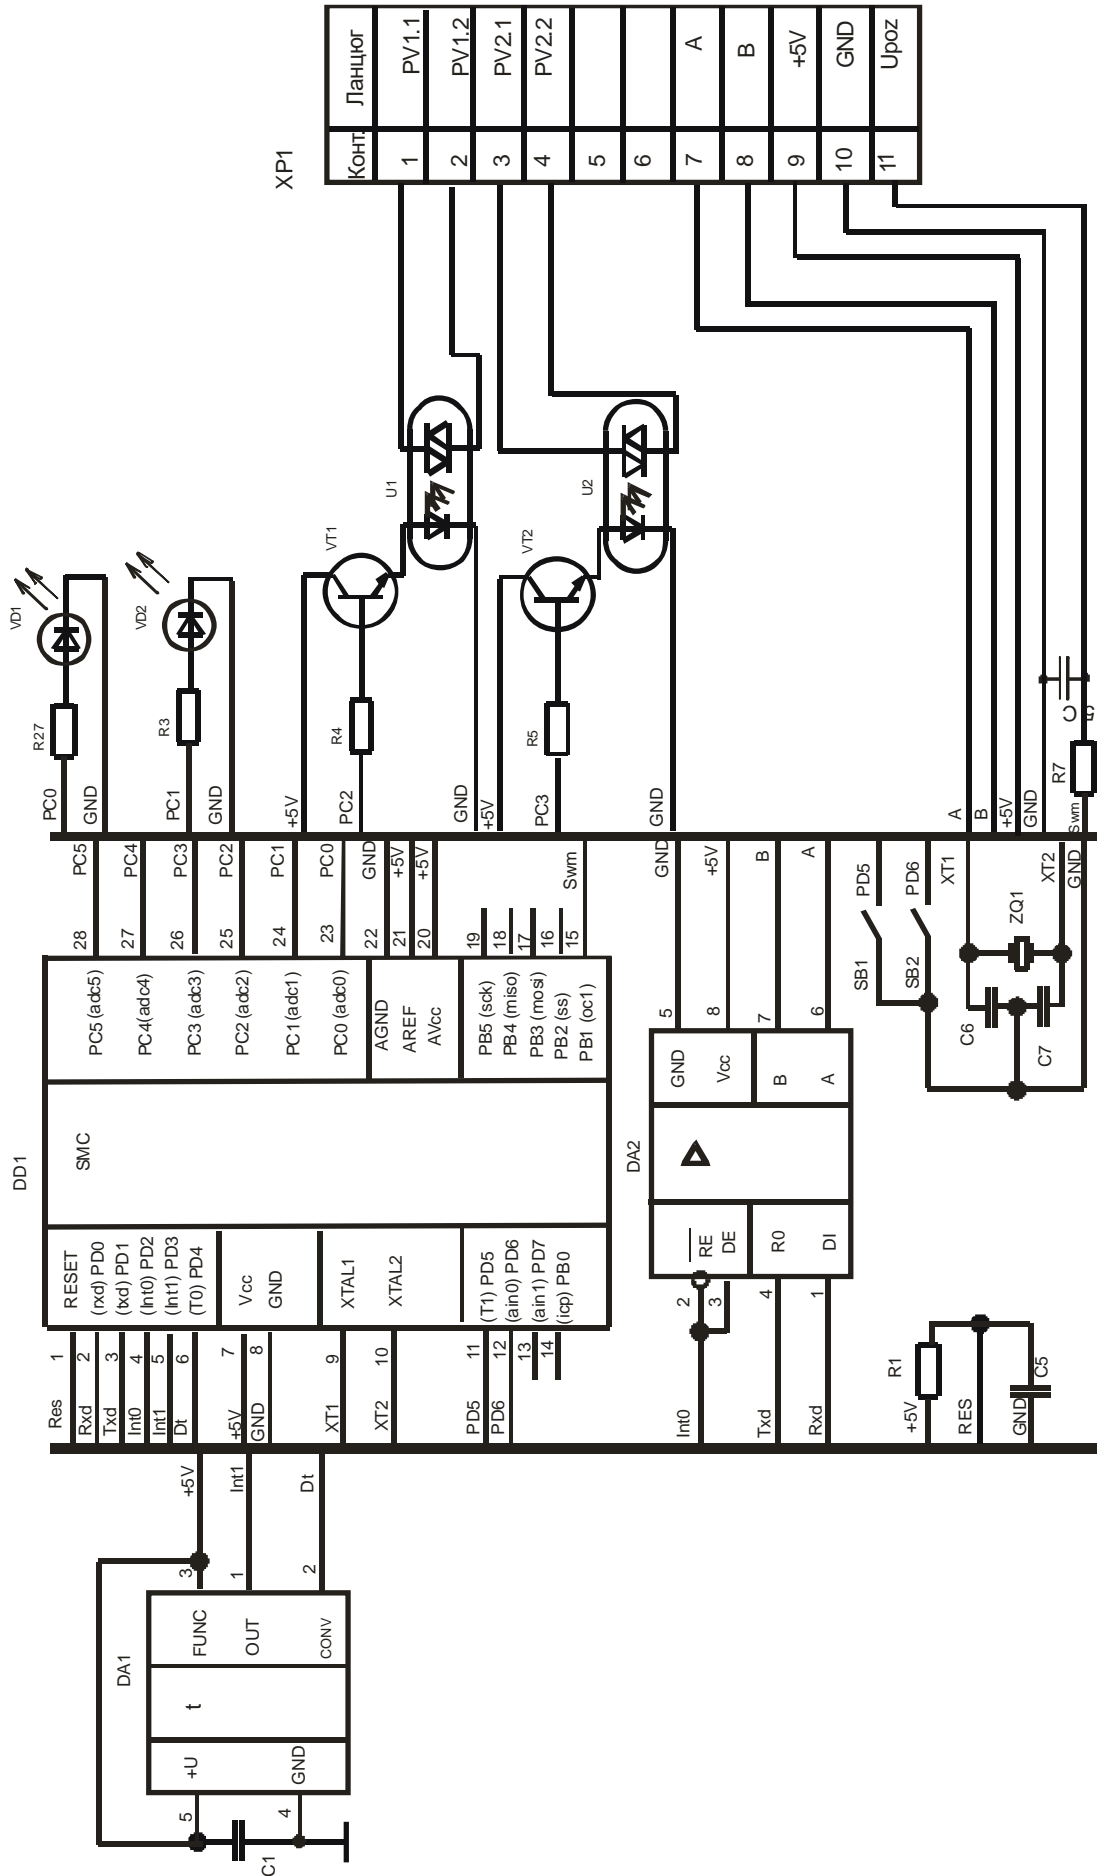 XP1
Конт.
Ланцюг
1
PV1.1
2
PV1.2
3
PV2.1
4
PV2.2
5
6
7
A
8
B
9
+5V
10
GND
11
Upoz
VD1
R27
PC0
GND
VD2
R3
PC1
GND
+5V
VT1
R4
PC2
U1
GND
+5V
VT2
R5
PC3
U2
GND
A
B
+5V
GND
Swm
R7
DD1
SMC
RESET
(rxd) PD0
(txd) PD1
(Int0) PD2
(Int1) PD3
(T0) PD4
Vcc
GND
XTAL1
XTAL2
(T1) PD5
(ain0) PD6
(ain1) PD7
(icp) PB0
PC5 (adc5)
PC4 (adc4)
PC3 (adc3)
PC2 (adc2)
PC1 (adc1)
PC0 (adc0)
AGND
AREF
AVcc
PB5 (sck)
PB4 (miso)
PB3 (mosi)
PB2 (ss)
PB1 (oc1)
28
PC5
27
PC4
26
PC3
25
PC2
24
PC1
23
PC0
22
GND
21
+5V
20
+5V
19
18
17
16
15
Swm
Res
1
Rxd
2
Txd
3
Int0
4
Int1
5
Dt
6
+5V
7
GND
8
XT1
9
XT2
10
PD5
11
PD6
12
13
14
DA2
RE
DE
R0
DI
GND
Vcc
B
A
5
GND
8
+5V
7
B
6
A
Int0
2
3
Txd
4
Rxd
1
SB1
PD5
SB2
PD6
XT1
XT2
GND
ZQ1
C6
C7
R1
+5V
RES
GND
C5
DA1
t
+U
GND
FUNC
OUT
CONV
3
+5V
1
Int1
2
Dt
5
4
C1